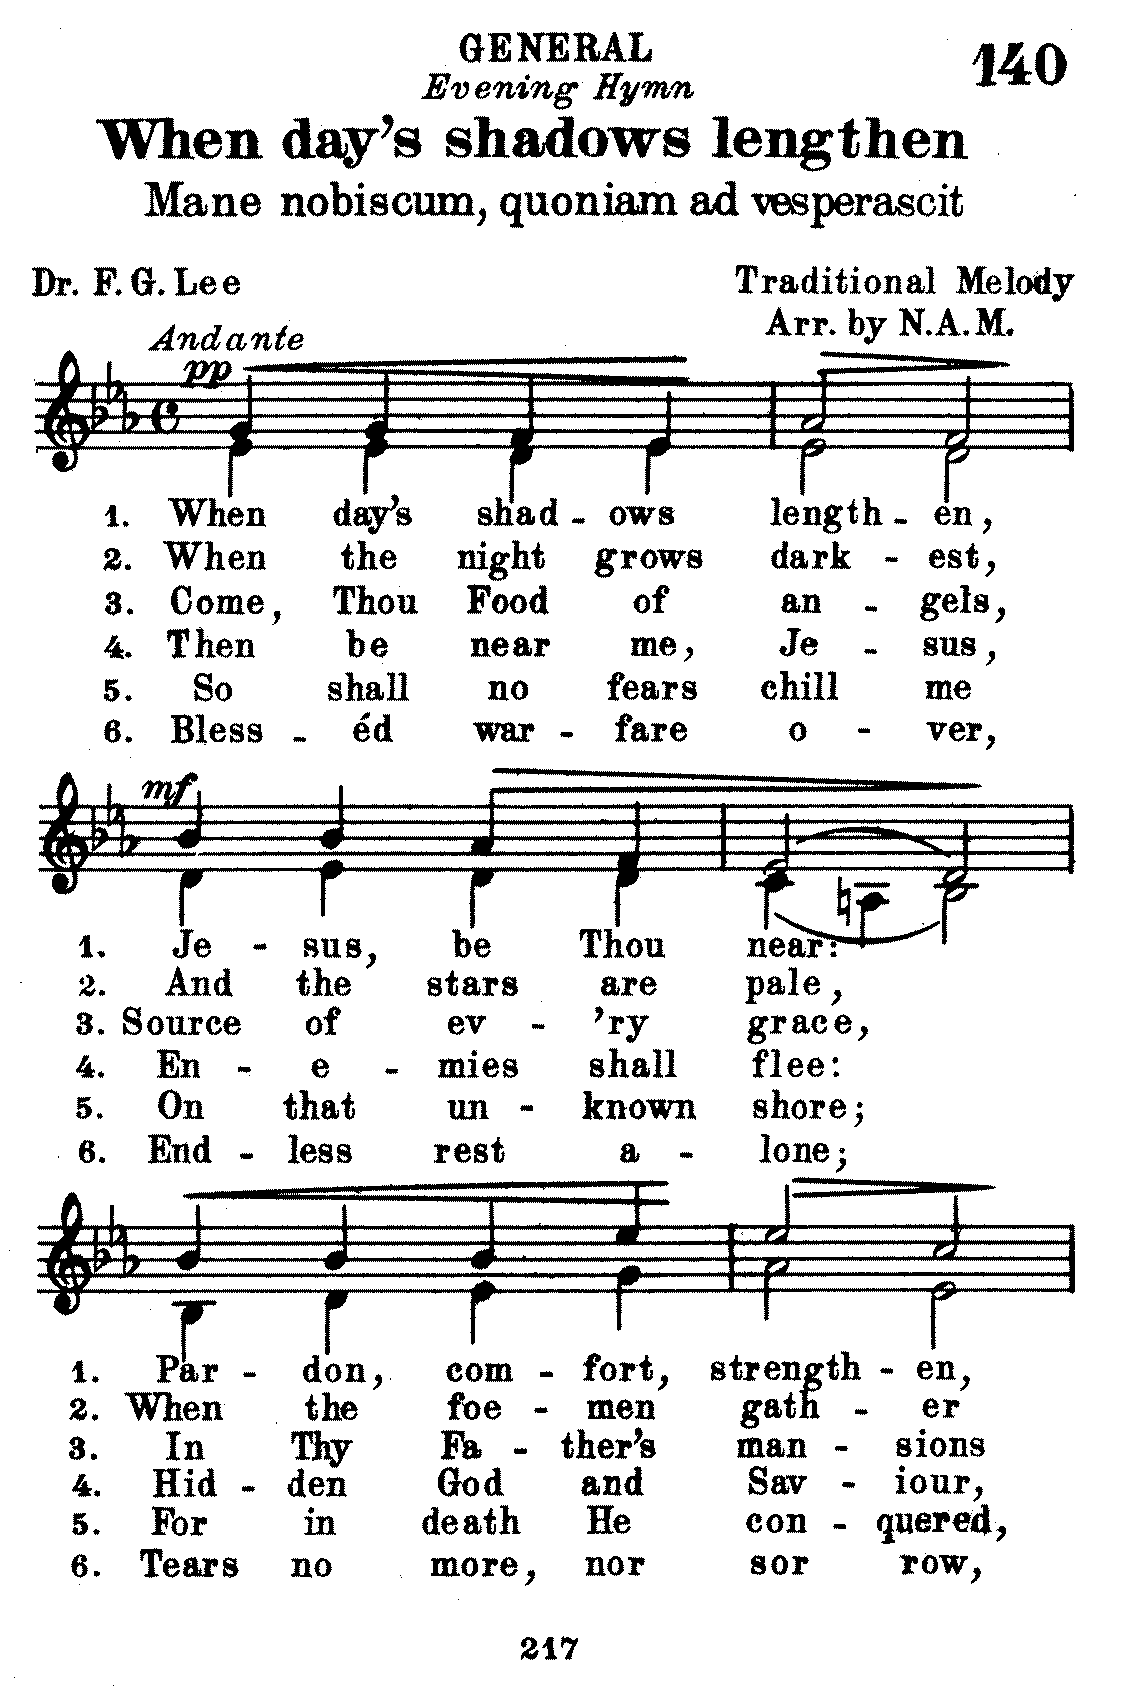 GENERAL
140
Evening Hymn
When day's shadows lengthen
Mane nobiscum, quoniam ad vesperascit
Dr. F. G. Lee
Traditional Melody
Arr. by N.A.M.
Andante
pp
1. When day's shad - ows length - en,
2. When the night grows dark - est,
3. Come, Thou Food of an - gels,
4. Then be near me, Je - sus,
5. So shall no fears chill me
6. Bless - éd war - fare o - ver,
mf
1. Je - sus, be Thou near:
2. And the stars are pale,
3. Source of ev - 'ry grace,
4. En - e - mies shall flee:
5. On that un - known shore;
6. End - less rest a - lone;
1. Par - don, com - fort, strength - en,
2. When the foe - men gath - er
3. In Thy Fa - ther's man - sions
4. Hid - den God and Sav - iour,
5. For in death He con - quered,
6. Tears no more, nor sor row,
217